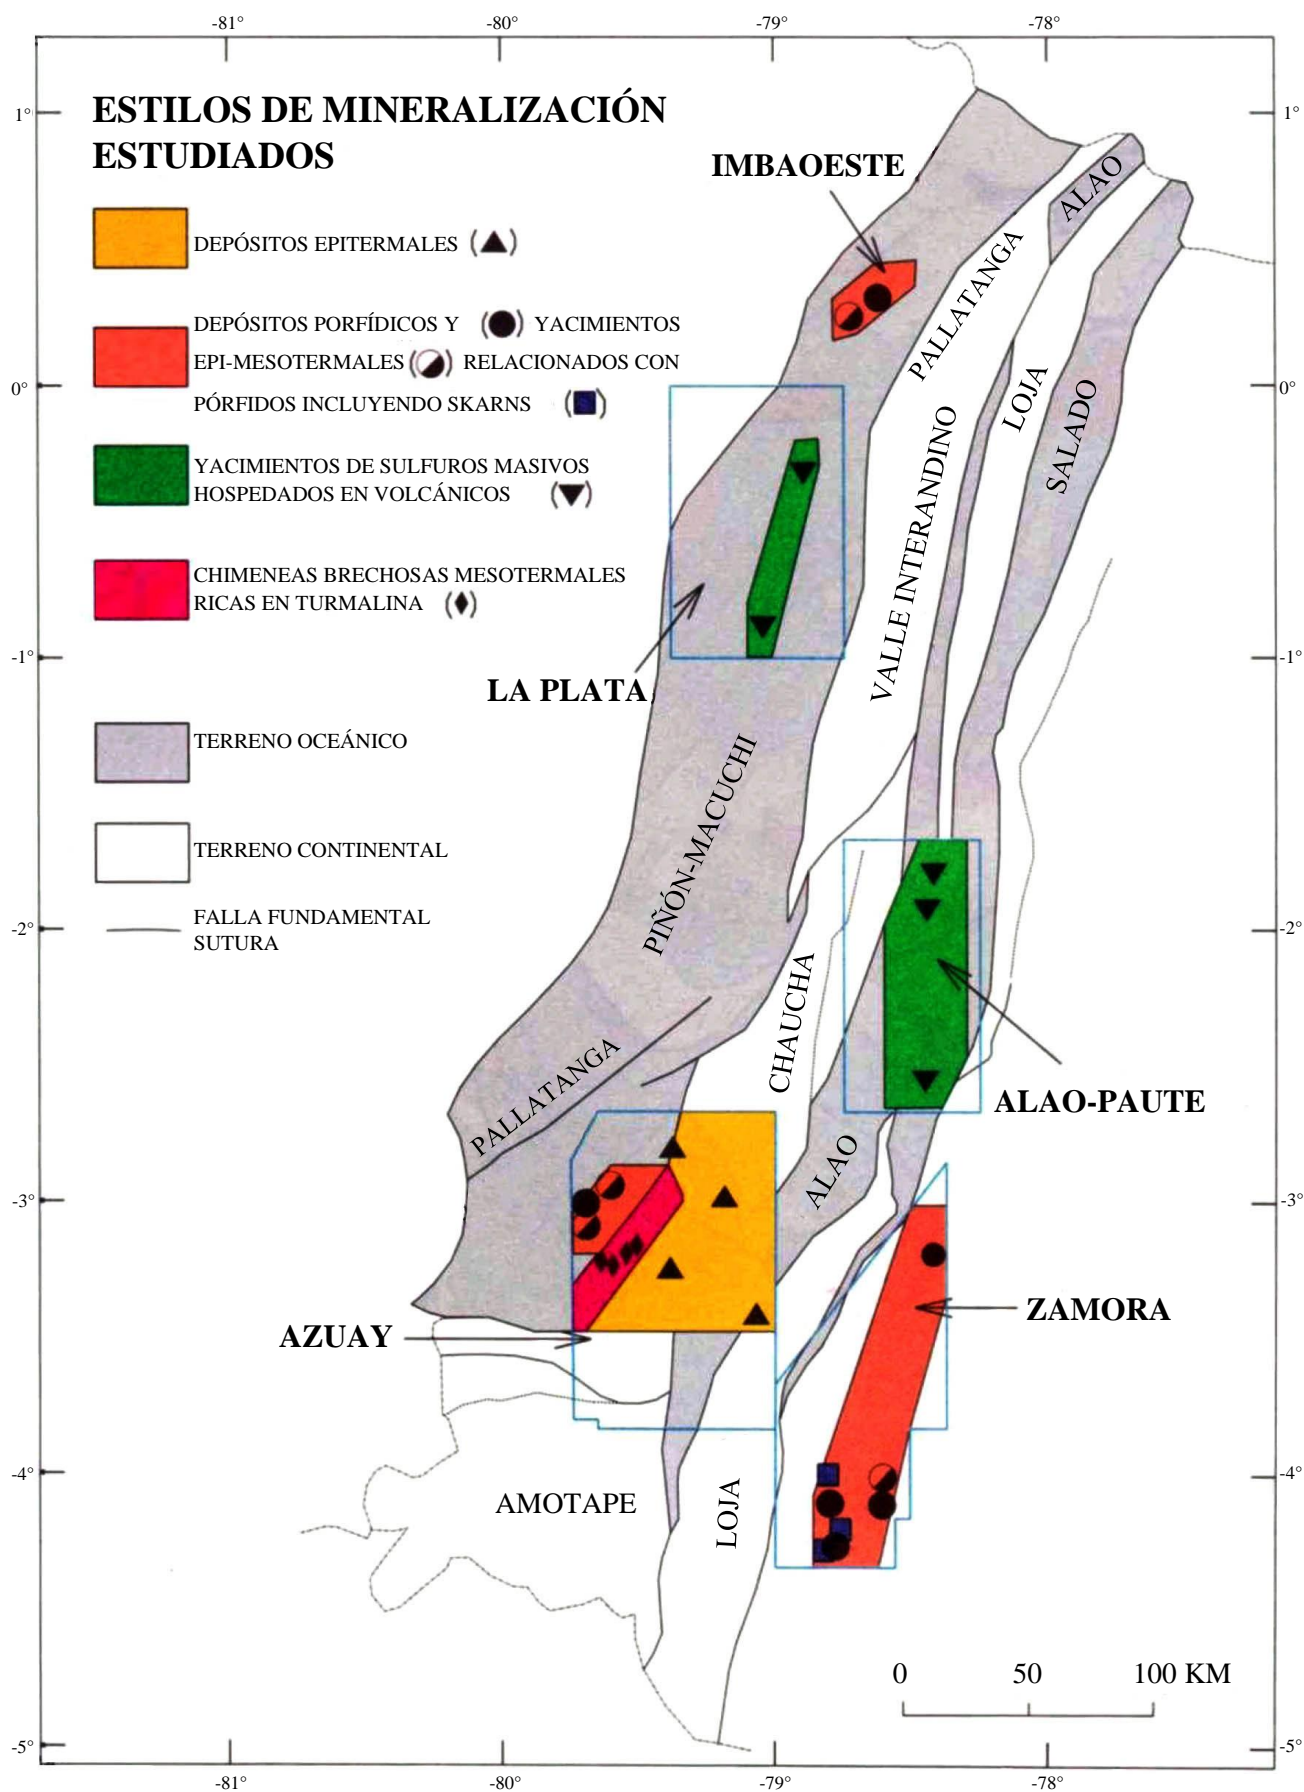 -81°
-80°
-79°
-78°
1°
1°
0°
0°
-1°
-1°
-2°
-2°
-3°
-3°
-4°
-4°
-5°
-5°
ESTILOS DE MINERALIZACIÓN
ESTUDIADOS
DEPÓSITOS EPITERMALES (▲)
DEPÓSITOS PORFÍDICOS Y (●) YACIMIENTOS
EPI-MESOTERMALES (◕) RELACIONADOS CON
PÓRFIDOS INCLUYENDO SKARNS (■)
YACIMIENTOS DE SULFUROS MASIVOS
HOSPEDADOS EN VOLCÁNICOS (▼)
CHIMENEAS BRECHOSAS MESOTERMALES
RICAS EN TURMALINA (♦)
TERRENO OCEÁNICO
TERRENO CONTINENTAL
FALLA FUNDAMENTAL
SUTURA
IMBAOESTE
ALAO
PALLATANGA
LOJA
SALADO
VALLE INTERANDINO
LA PLATA
PIÑÓN-MACUCHI
CHAUCHA
PALLATANGA
ALAO-PAUTE
ALAO
AZUAY
ZAMORA
AMOTAPE
LOJA
0 50 100 KM
-81°
-80°
-79°
-78°